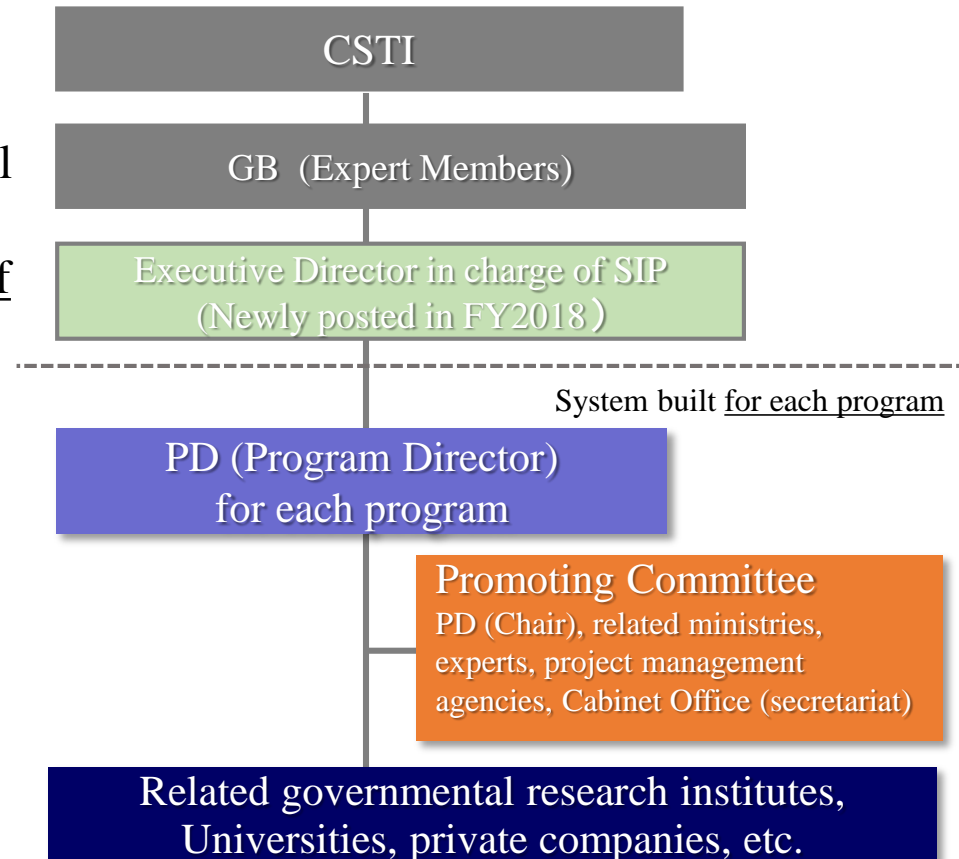 CSTI
l
GB (Expert Members)
f
Executive Director in charge of SIP
(Newly posted in FY2018）
System built for each program
PD (Program Director)
for each program
Promoting Committee
PD (Chair), related ministries,
experts, project management
agencies, Cabinet Office (secretariat)
Related governmental research institutes,
Universities, private companies, etc.